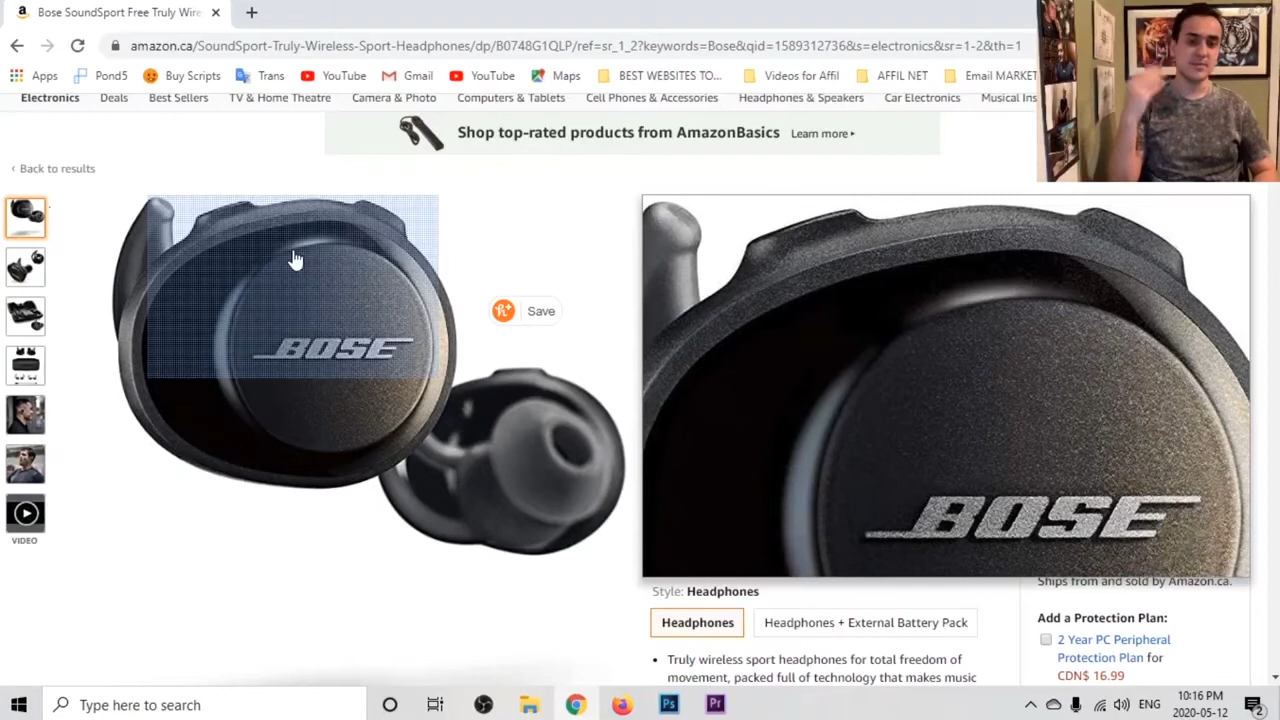 Bose SoundSport Free Truly Wire
amazon.ca/SoundSport-Truly-Wireless-Sport-Headphones/dp/B0748G1QLP/ref=sr_1_2?keywords=Bose&qid=1589312736&s=electronics&sr=1-2&th=1
Apps Pond5 Buy Scripts Trans YouTube Gmail YouTube Maps BEST WEBSITES TO... Videos for Affil AFFIL NET Email MARKET
Electronics Deals Best Sellers TV & Home Theatre Camera & Photo Computers & Tablets Cell Phones & Accessories Headphones & Speakers Car Electronics Musical Ins
Shop top-rated products from AmazonBasics Learn more
‹ Back to results
Save
BOSE
BOSE
VIDEO
Ships from and sold by Amazon.ca.
Style: Headphones
Headphones Headphones + External Battery Pack
Add a Protection Plan:
2 Year PC Peripheral
Protection Plan for
CDN$ 16.99
• Truly wireless sport headphones for total freedom of
movement, packed full of technology that makes music
Type here to search
Ps Pr
ENG
10:16 PM
2020-05-12
2